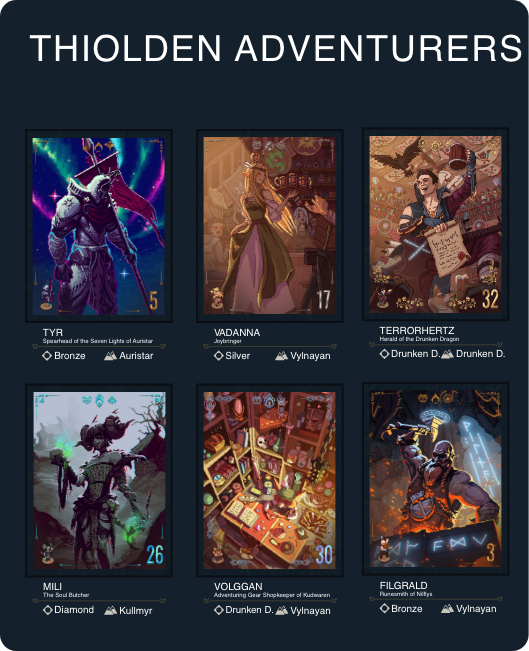 THIOLDEN ADVENTURERS
5
17
32
TYR
Spearhead of the Seven Lights of Auristar
Bronze Auristar
VADANNA
Joybringer
Silver Vylnayan
TERRORHERTZ
Herald of the Drunken Dragon
Drunken D. Drunken D.
26
30
3
MILI
The Soul Butcher
Diamond Kullmyr
VOLGGAN
Adventuring Gear Shopkeeper of Kudwaren
Drunken D. Vylnayan
FILGRALD
Runesmith of Niiflys
Bronze Vylnayan